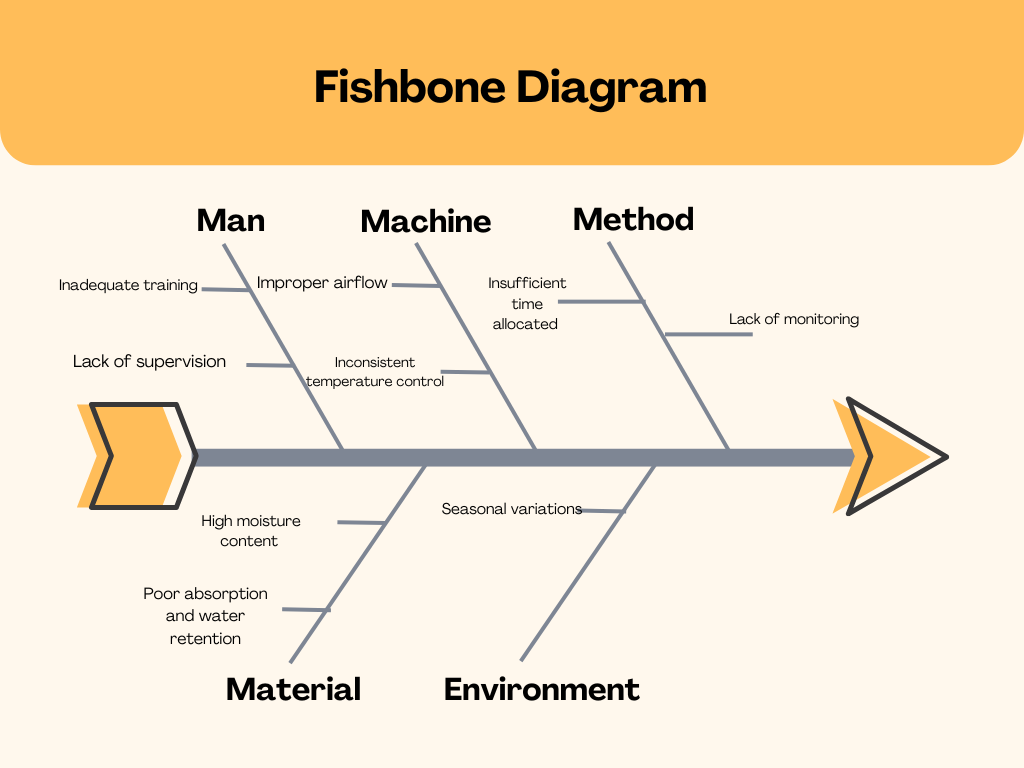 Fishbone Diagram
Man
Machine
Method
Inadequate training
Improper airflow
Insufficient
time
allocated
Lack of monitoring
Lack of supervision
Inconsistent
temperature control
High moisture
content
Seasonal variations
Poor absorption
and water
retention
Material
Environment